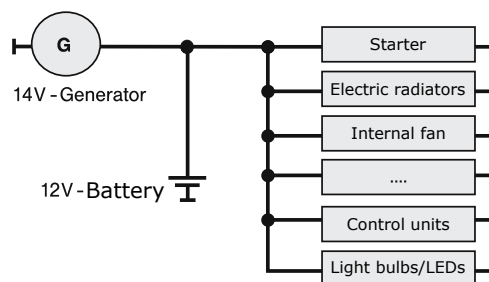 G
14V - Generator
12V - Battery
Starter
Electric radiators
Internal fan
....
Control units
Light bulbs/LEDs